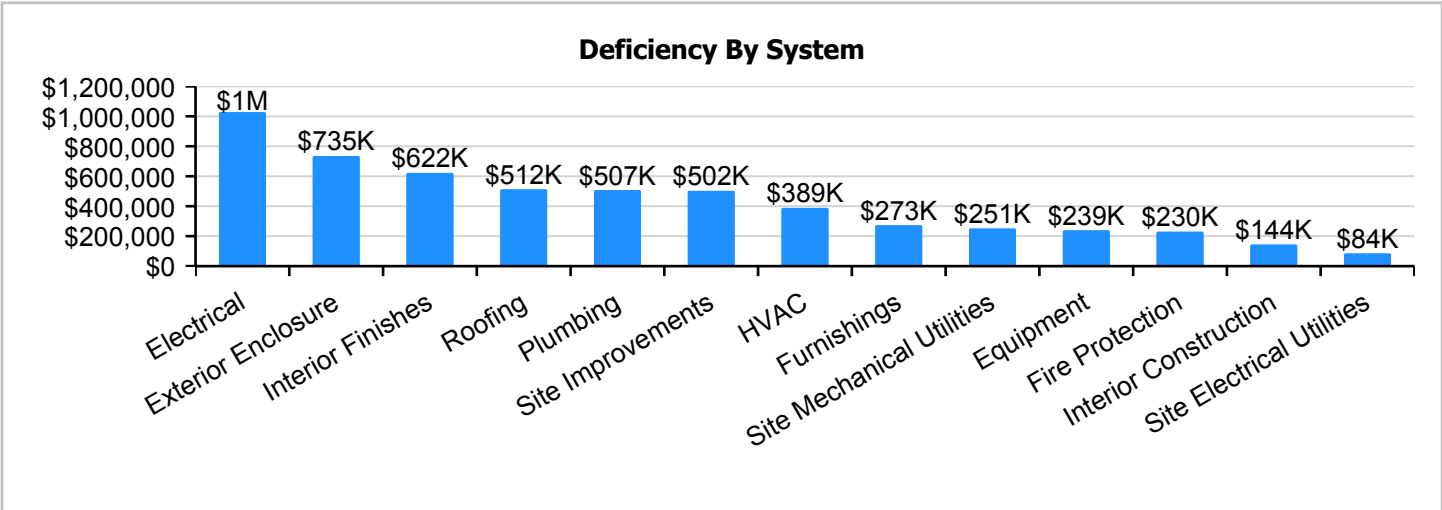 Deficiency By System
$1,200,000
$1,000,000
$800,000
$600,000
$400,000
$200,000
$0
$1M
$735K
$622K
$512K
$507K
$502K
$389K
$273K
$251K
$239K
$230K
$144K
$84K
Electrical
Exterior Enclosure
Interior Finishes
Roofing
Plumbing
Site Improvements
HVAC
Furnishings
Site Mechanical Utilities
Equipment
Fire Protection
Interior Construction
Site Electrical Utilities